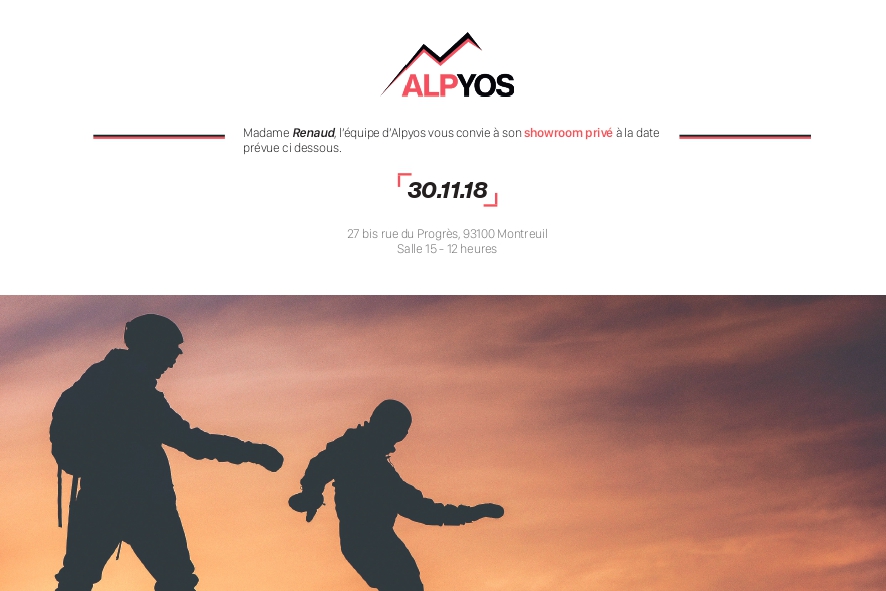 ALPYOS
Madame Renaud, l'équipe d'Alpyos vous convie à son showroom privé à la date
prévue ci dessous.
30.11.18
27 bis rue du Progrès, 93100 Montreuil
Salle 15 - 12 heures